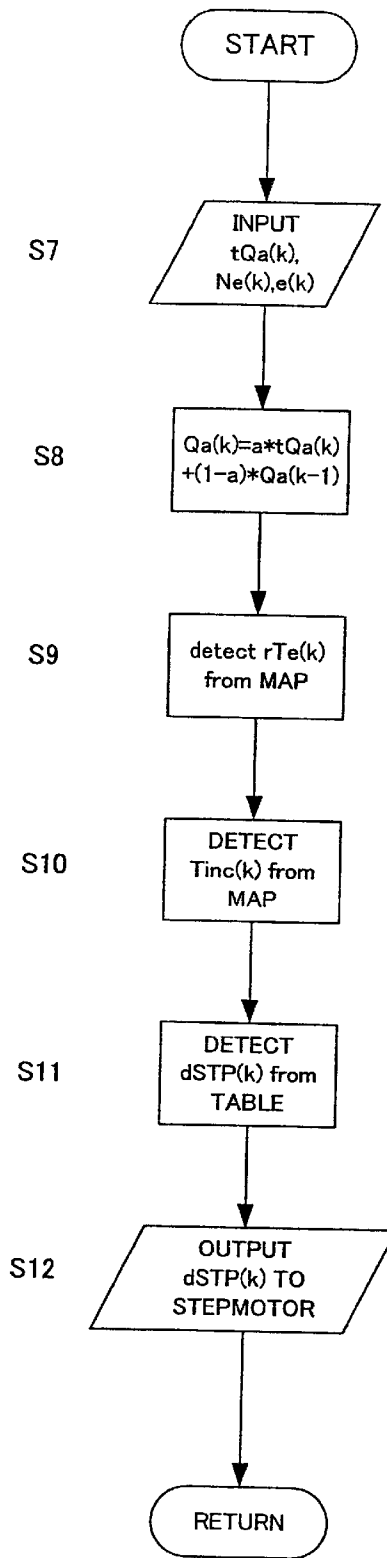 START
S7
INPUT
tQa(k),
Ne(k),e(k)
S8
Qa(k)=a*tQa(k)
+(1-a)*Qa(k-1)
S9
detect rTe(k)
from MAP
S10
DETECT
Tinc(k) from
MAP
S11
DETECT
dSTP(k) from
TABLE
S12
OUTPUT
dSTP(k) TO
STEPMOTOR
RETURN